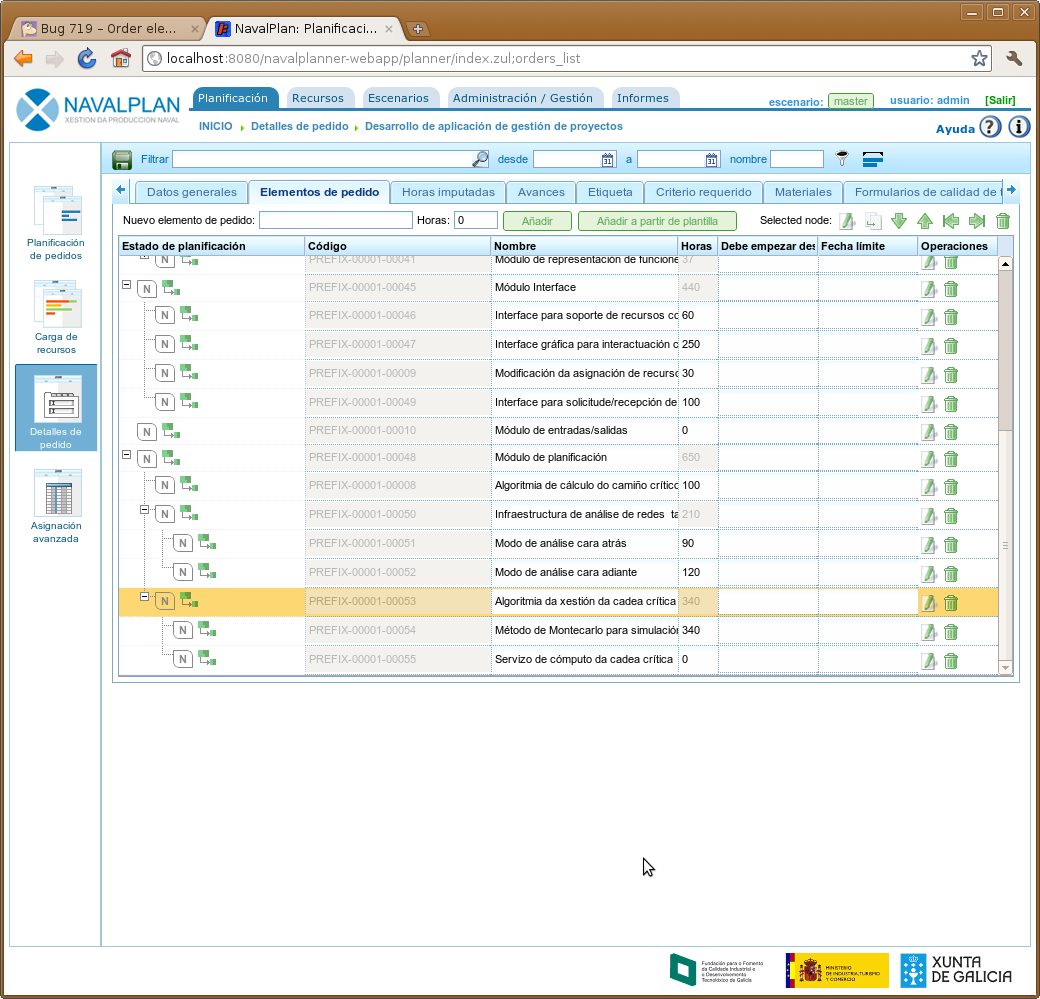 Bug 719 – Order ele...
NavalPlan: Planificaci...
localhost:8080/navalplanner-webapp/planner/index.zul;orders_list
NAVALPLAN
XESTION DA PRODUCCION NAVAL
Planificación
Recursos
Escenarios
Administración / Gestión
Informes
escenario: master
usuario: admin
[Salir]
INICIO
Detalles de pedido
Desarrollo de aplicación de gestión de proyectos
Ayuda
Filtrar
desde
31
a
31
nombre
Datos generales
Elementos de pedido
Horas imputadas
Avances
Etiqueta
Criterio requerido
Materiales
Formularios de calidad de f
Nuevo elemento de pedido:
Horas: 0
Añadir
Añadir a partir de plantilla
Selected node:
Planificación
de pedidos
Carga de
recursos
Detalles de
pedido
Asignación
avanzada
Estado de planificación Código Nombre Horas Debe empezar des Fecha límite Operaciones
N PREFIX-00001-00041 Módulo de representación de funcione 37
N PREFIX-00001-00045 Módulo Interface 440
N PREFIX-00001-00046 Interface para soporte de recursos co 60
N PREFIX-00001-00047 Interface gráfica para interactuación c 250
N PREFIX-00001-00009 Modificación da asignación de recurso 30
N PREFIX-00001-00049 Interface para solicitude/recepción de 100
N PREFIX-00001-00010 Módulo de entradas/salidas 0
N PREFIX-00001-00048 Módulo de planificación 650
N PREFIX-00001-00008 Algoritmia de cálculo do camiño crítico 100
N PREFIX-00001-00050 Infraestructura de análise de redes ta 210
N PREFIX-00001-00051 Modo de análise cara atrás 90
N PREFIX-00001-00052 Modo de análise cara adiante 120
N PREFIX-00001-00053 Algoritmia da xestión da cadea crítica 340
N PREFIX-00001-00054 Método de Montecarlo para simulación 340
N PREFIX-00001-00055 Servizo de cómputo da cadea crítica 0
Fundación para o Fomento
da Calidade Industrial e
o Desenvolvemento
Tecnolóxico de Galicia
MINISTERIO
DE INDUSTRIA, TURISMO
Y COMERCIO
XUNTA
DE GALICIA